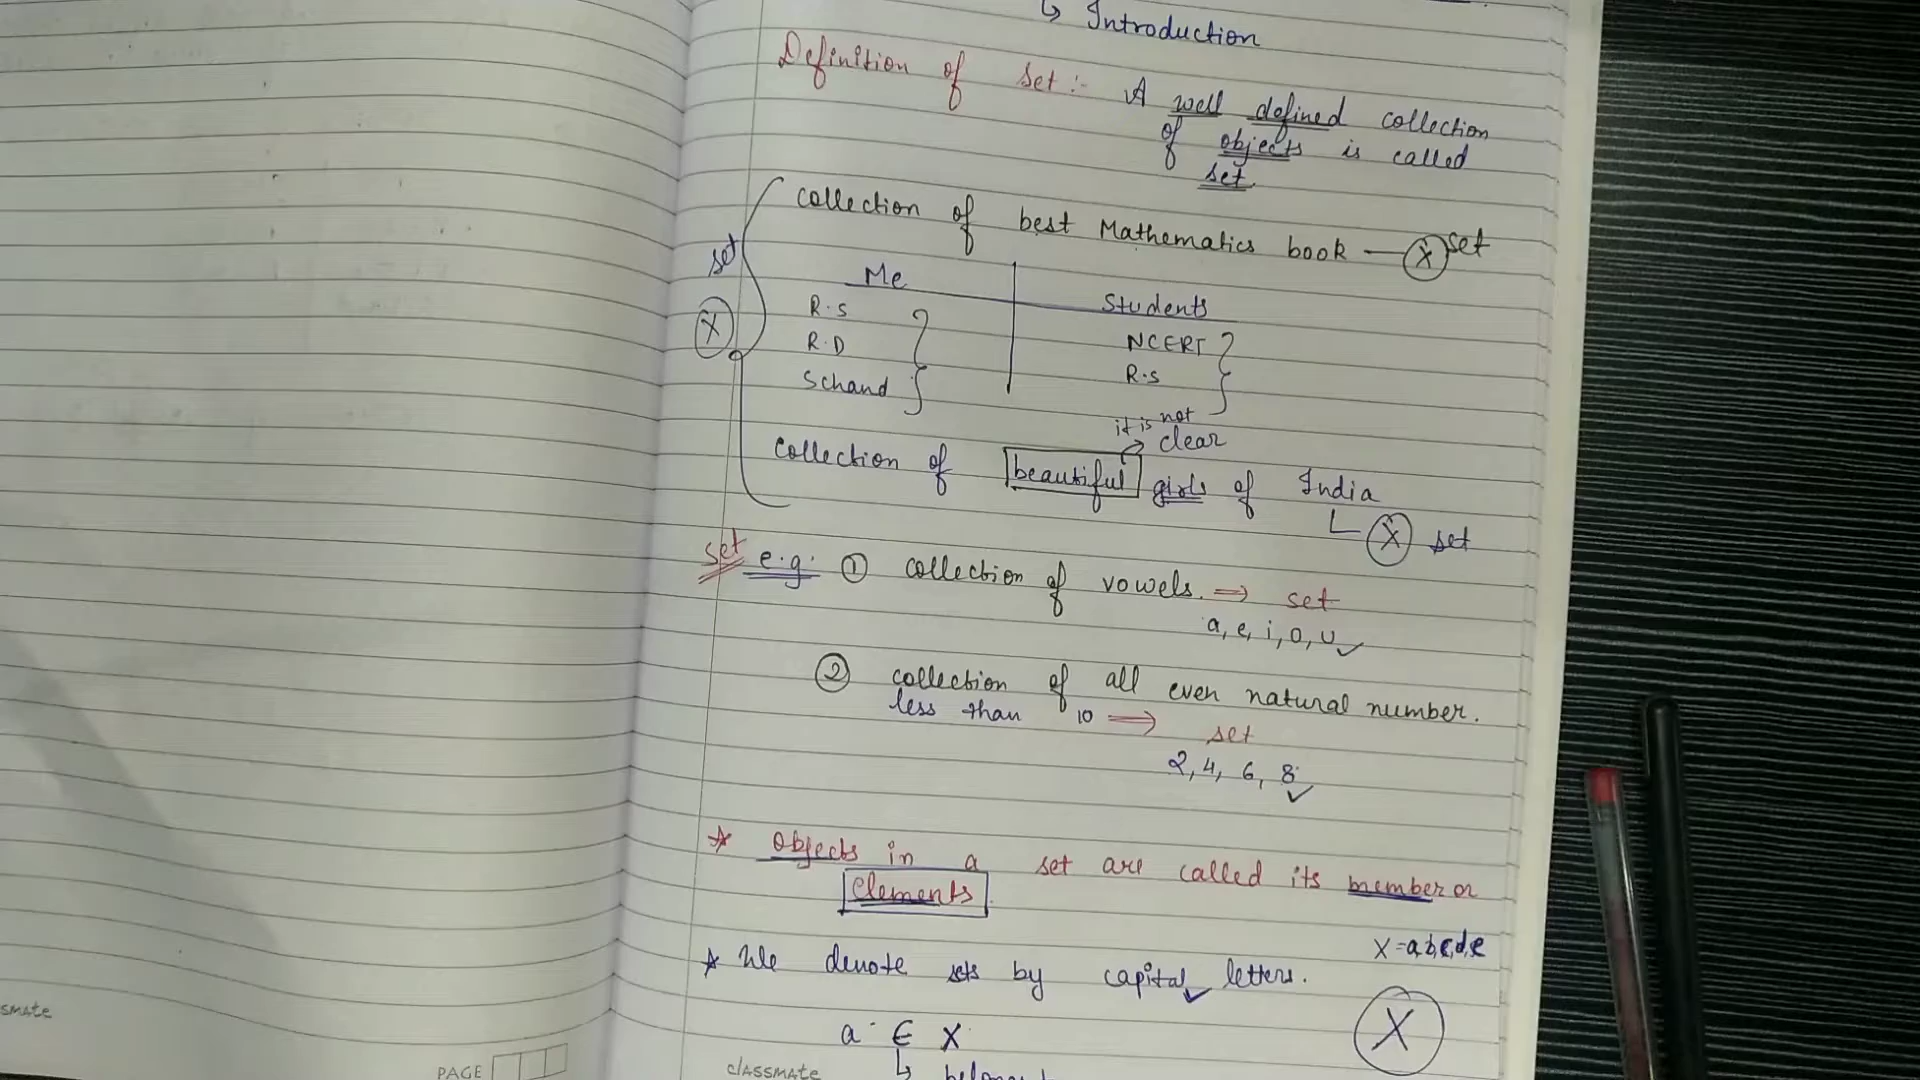 ↳ Introduction
Definition of set :- A well defined collection
of objects is called
set.
collection of best Mathematics book — X set
set
X
Me
Students
R.S
NCERT
R.D
R.S
Schand
it is not
clear
collection of beautiful girls of India
X set
set e.g: ① collection of vowels. ⇒ set
a, e, i, o, u ✓
② collection of all even natural number.
less than 10 ⇒ set
2, 4, 6, 8 ✓
* Objects in a set are called its member or
Elements
X = a,b,c,d,e
* We denote sets by capital letters.
X
a ∈ X
↳
smate
PAGE
classmate